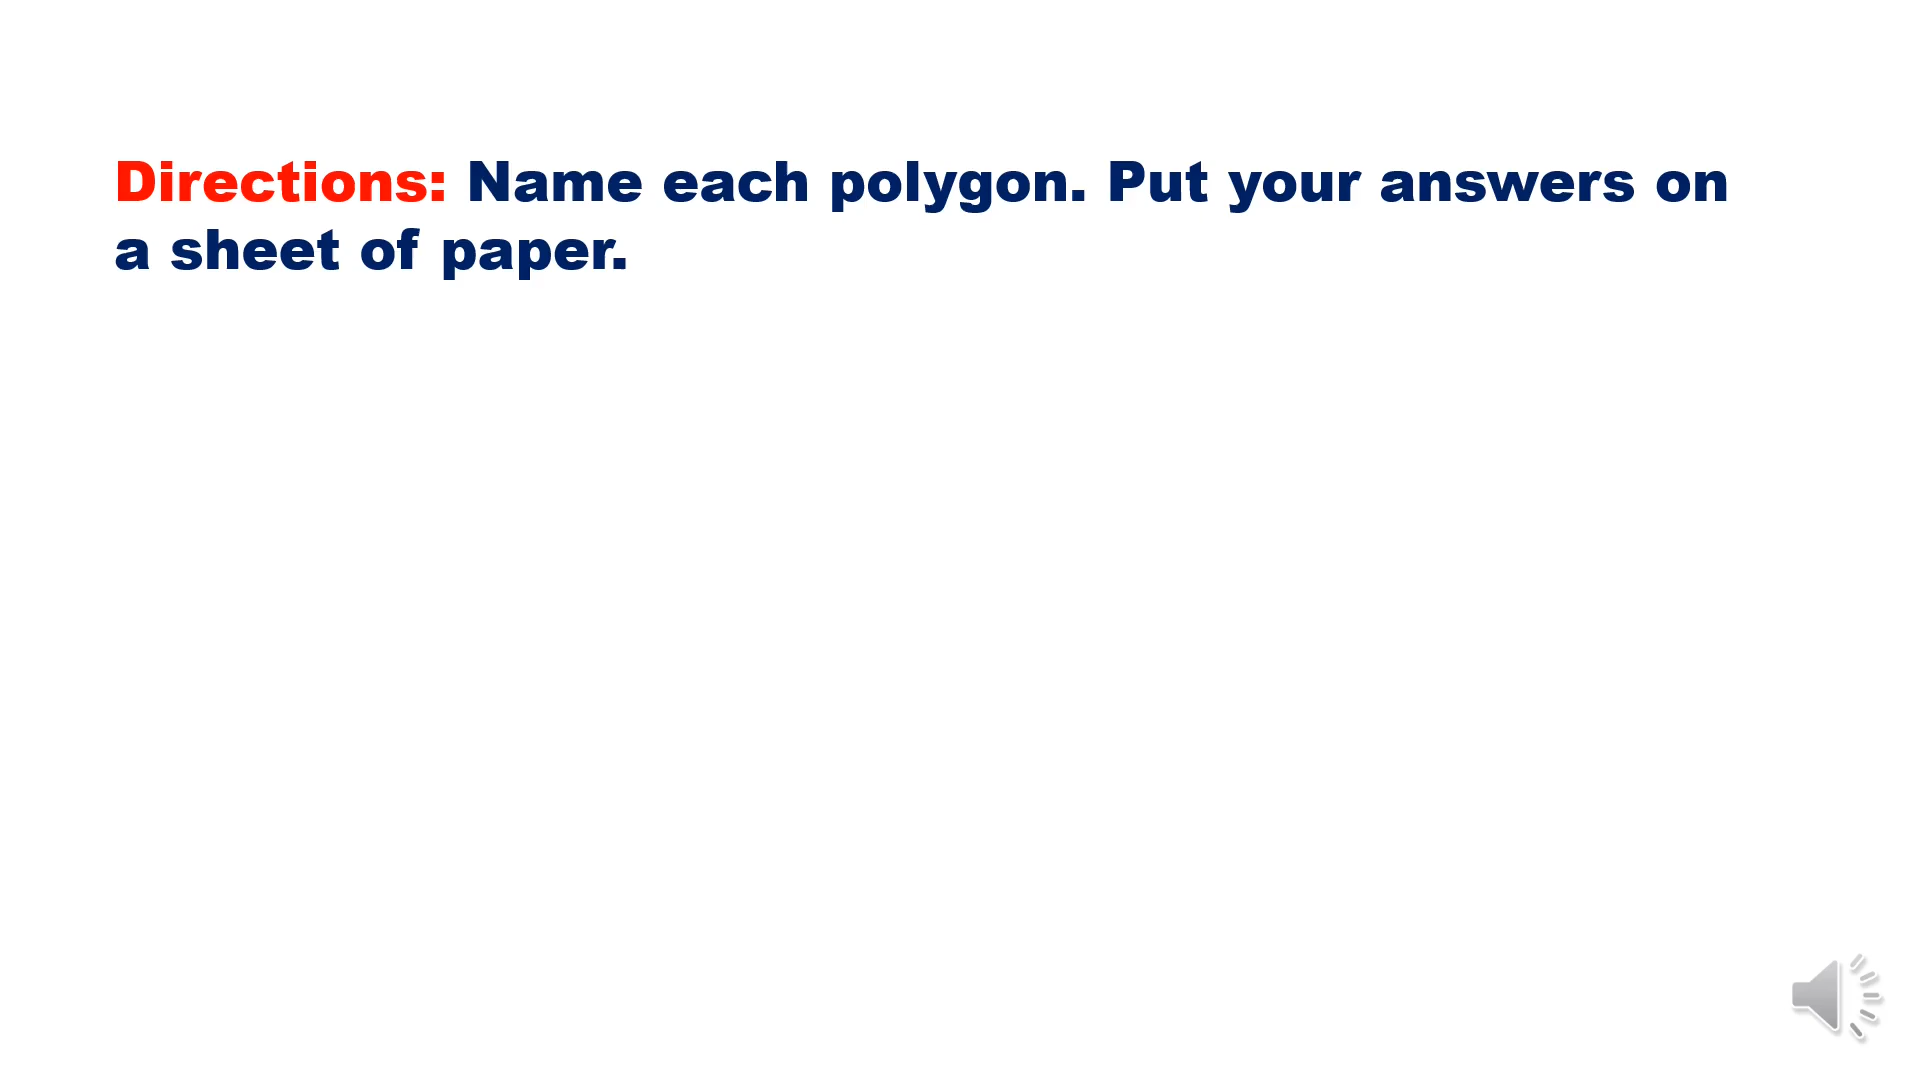 Directions: Name each polygon. Put your answers on
a sheet of paper.